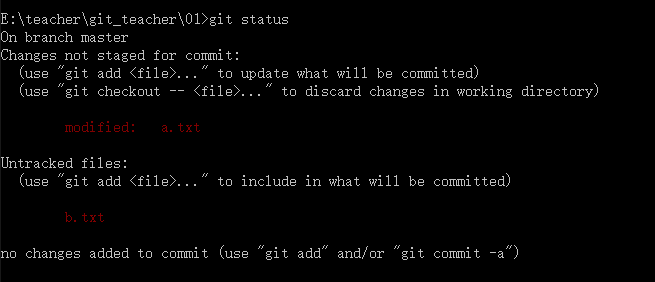 E:\teacher\git_teacher\01>git status
On branch master
Changes not staged for commit:
  (use "git add <file>..." to update what will be committed)
  (use "git checkout -- <file>..." to discard changes in working directory)
modified:   a.txt
Untracked files:
  (use "git add <file>..." to include in what will be committed)
b.txt
no changes added to commit (use "git add" and/or "git commit -a")